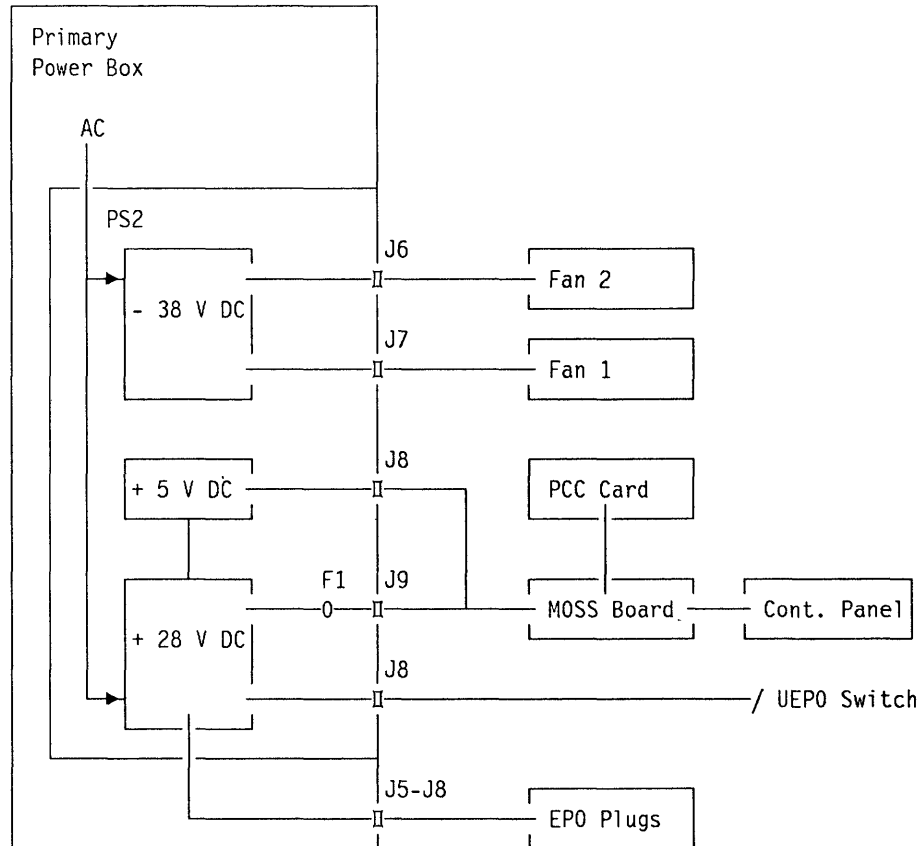 Primary
Power Box
AC
PS2
J6
Fan 2
- 38 V DC
J7
Fan 1
J8
+ 5 V DC
PCC Card
F1
J9
MOSS Board
Cont. Panel
+ 28 V DC
J8
UEPO Switch
J5-J8
EPO Plugs